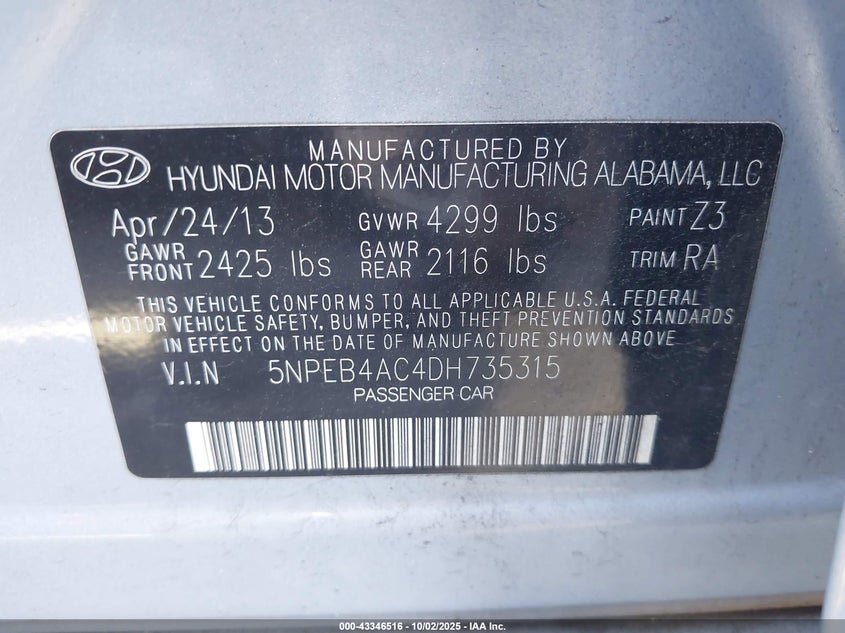 MANUFACTURED BY
HYUNDAI MOTOR MANUFACTURING ALABAMA, LLC
Apr/24/13 GVWR 4299 lbs PAINT Z3
GAWR FRONT 2425 lbs GAWR REAR 2116 lbs TRIM RA
THIS VEHICLE CONFORMS TO ALL APPLICABLE U.S.A. FEDERAL
MOTOR VEHICLE SAFETY, BUMPER, AND THEFT PREVENTION STANDARDS
IN EFFECT ON THE DATE OF MANUFACTURE SHOWN ABOVE
V.I.N 5NPEB4AC4DH735315
PASSENGER CAR
000-43346516 - 10/02/2025 - IAA Inc.